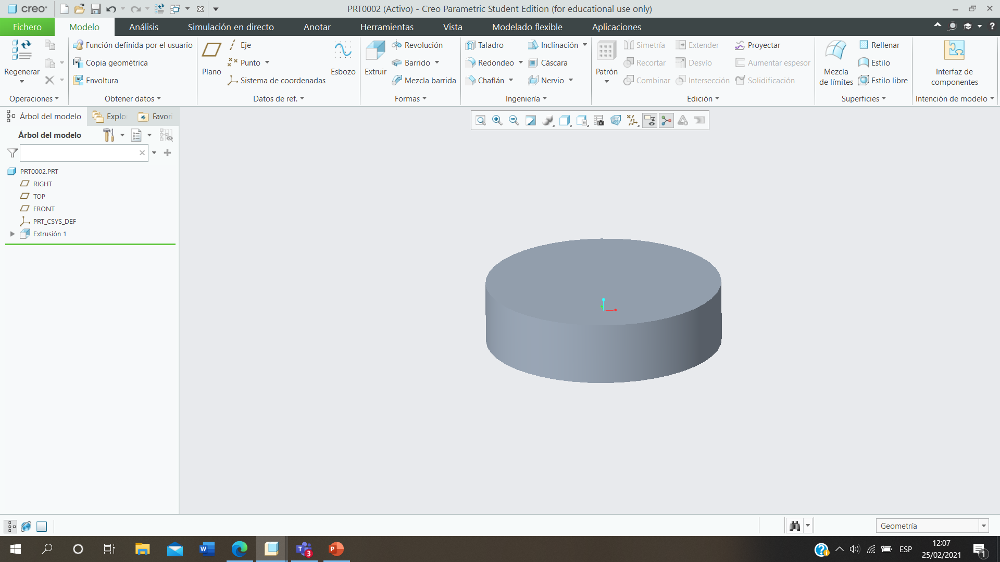 creo
PRT0002 (Activo) - Creo Parametric Student Edition (for educational use only)
Fichero Modelo Análisis Simulación en directo Anotar Herramientas Vista Modelado flexible Aplicaciones
Regenerar
Operaciones
Función definida por el usuario
Copia geométrica
Envoltura
Obtener datos
Plano
Eje
Punto
Sistema de coordenadas
Esbozo
Datos de ref.
Extruir
Revolución
Barrido
Mezcla barrida
Formas
Taladro
Redondeo
Chaflán
Inclinación
Cáscara
Nervio
Ingeniería
Patrón
Simetría
Recortar
Combinar
Extender
Desvío
Intersección
Proyectar
Aumentar espesor
Solidificación
Edición
Mezcla
de límites
Rellenar
Estilo
Estilo libre
Superficies
Interfaz de
componentes
Intención de modelo
Árbol del modelo Explo Favori
Árbol del modelo
PRT0002.PRT
RIGHT
TOP
FRONT
PRT_CSYS_DEF
Extrusión 1
Geometría
ESP
12:07
25/02/2021
3
1